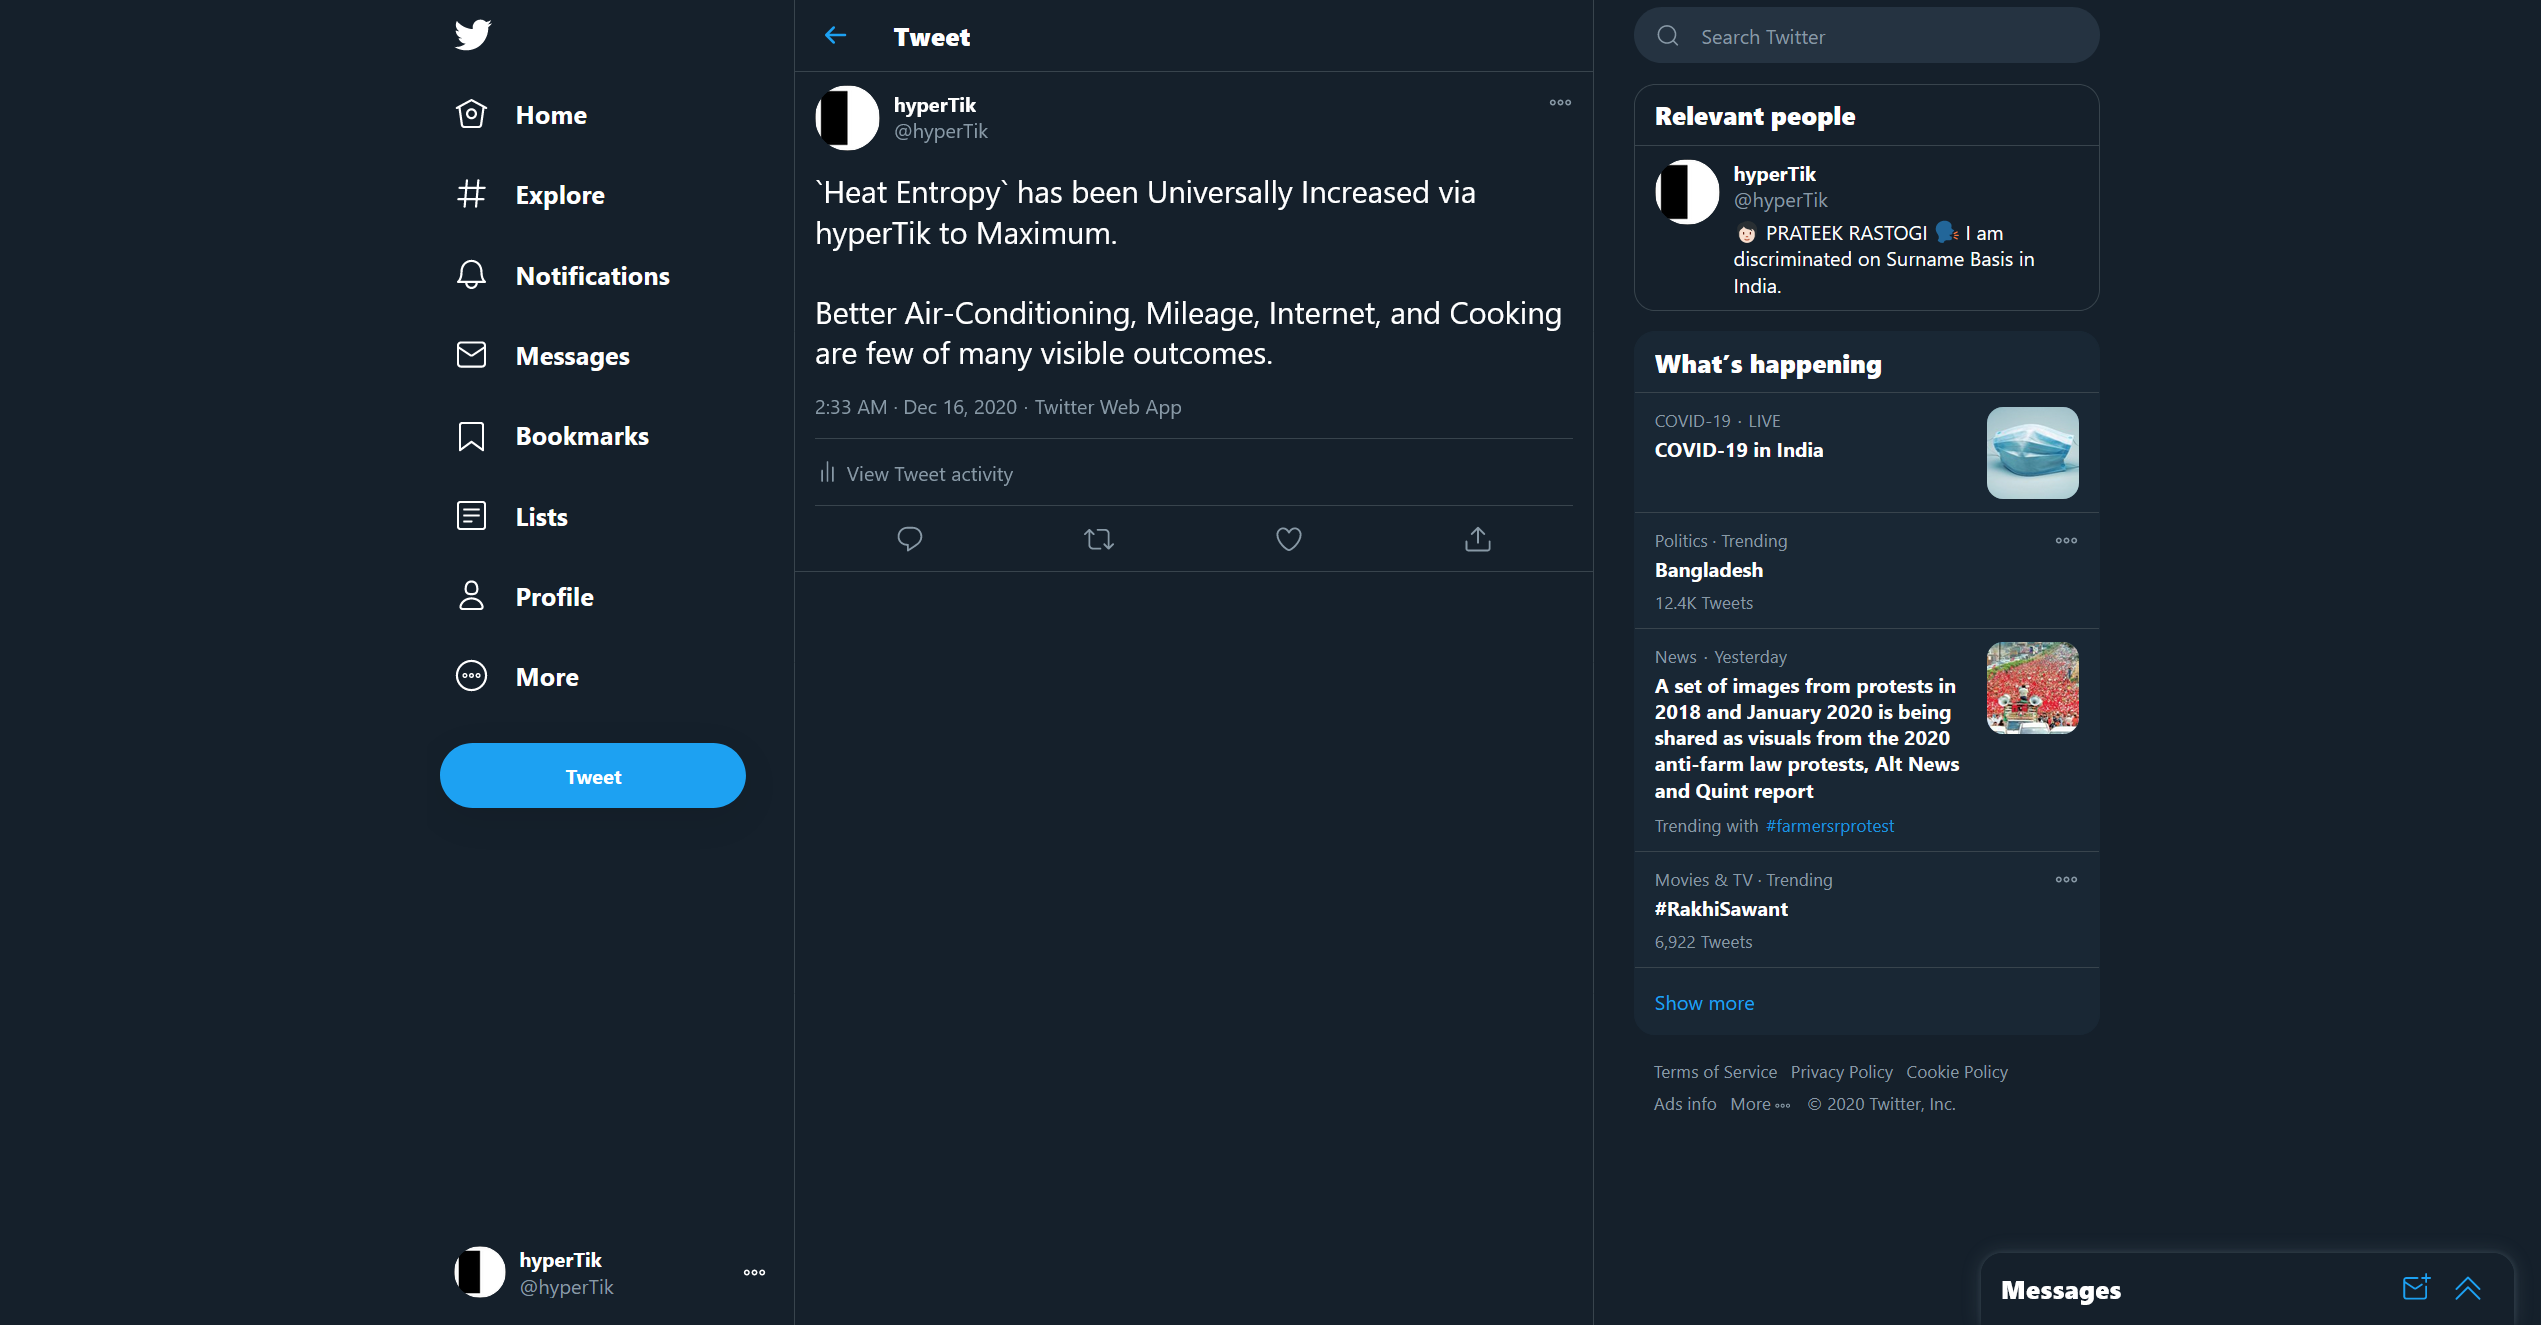 Home
Explore
Notifications
Messages
Bookmarks
Lists
Profile
More
Tweet
hyperTik
@hyperTik
Tweet
hyperTik
@hyperTik
`Heat Entropy` has been Universally Increased via
hyperTik to Maximum.
Better Air-Conditioning, Mileage, Internet, and Cooking
are few of many visible outcomes.
2:33 AM · Dec 16, 2020 · Twitter Web App
View Tweet activity
Search Twitter
Relevant people
hyperTik
@hyperTik
PRATEEK RASTOGI I am
discriminated on Surname Basis in
India.
What's happening
COVID-19 · LIVE
COVID-19 in India
Politics · Trending
Bangladesh
12.4K Tweets
News · Yesterday
A set of images from protests in
2018 and January 2020 is being
shared as visuals from the 2020
anti-farm law protests, Alt News
and Quint report
Trending with #farmersrprotest
Movies & TV · Trending
#RakhiSawant
6,922 Tweets
Show more
Terms of Service Privacy Policy Cookie Policy
Ads info More © 2020 Twitter, Inc.
Messages